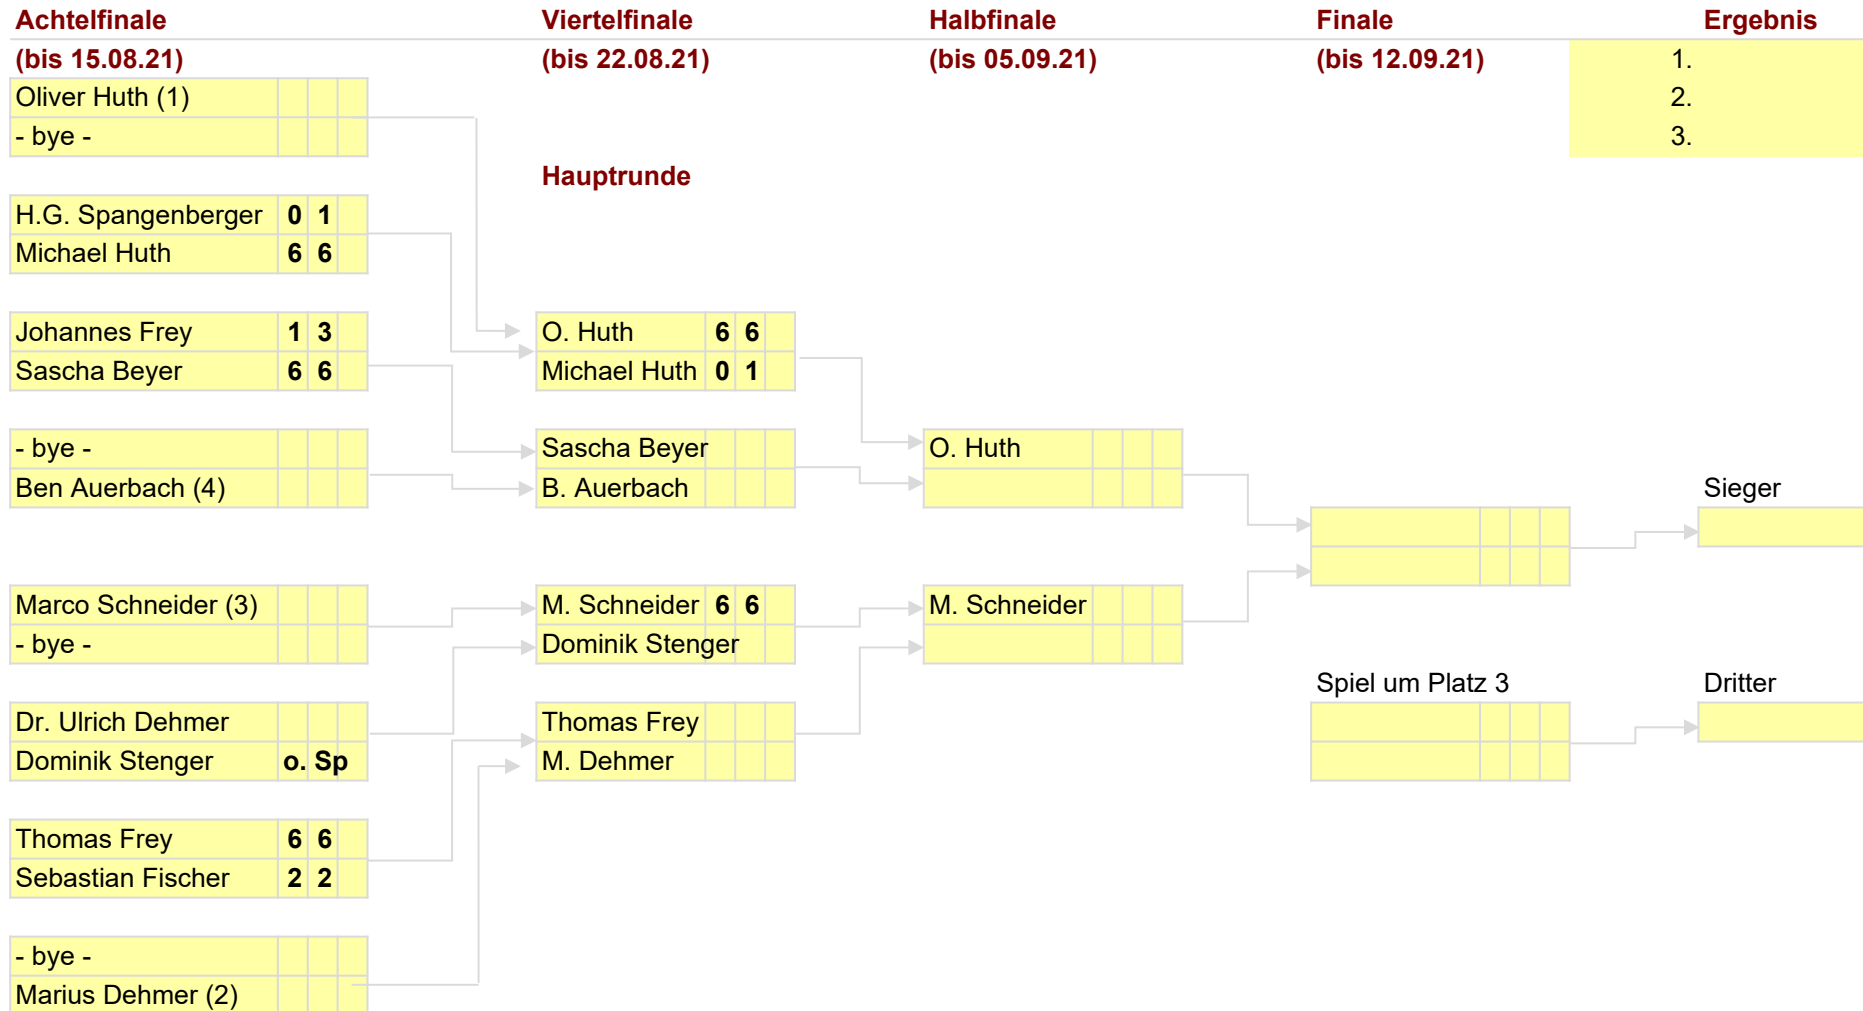 Achtelfinale Viertelfinale Halbfinale Finale Ergebnis
(bis 15.08.21) (bis 22.08.21) (bis 05.09.21) (bis 12.09.21) 1.
Oliver Huth (1) 2.
- bye - 3.
Hauptrunde
H.G. Spangenberger 0 1
Michael Huth 6 6
Johannes Frey 1 3 O. Huth 6 6
Sascha Beyer 6 6 Michael Huth 0 1
- bye - Sascha Beyer O. Huth
Ben Auerbach (4) B. Auerbach Sieger
Marco Schneider (3) M. Schneider 6 6 M. Schneider
- bye - Dominik Stenger
Spiel um Platz 3 Dritter
Dr. Ulrich Dehmer Thomas Frey
Dominik Stenger o. Sp M. Dehmer
Thomas Frey 6 6
Sebastian Fischer 2 2
- bye -
Marius Dehmer (2)